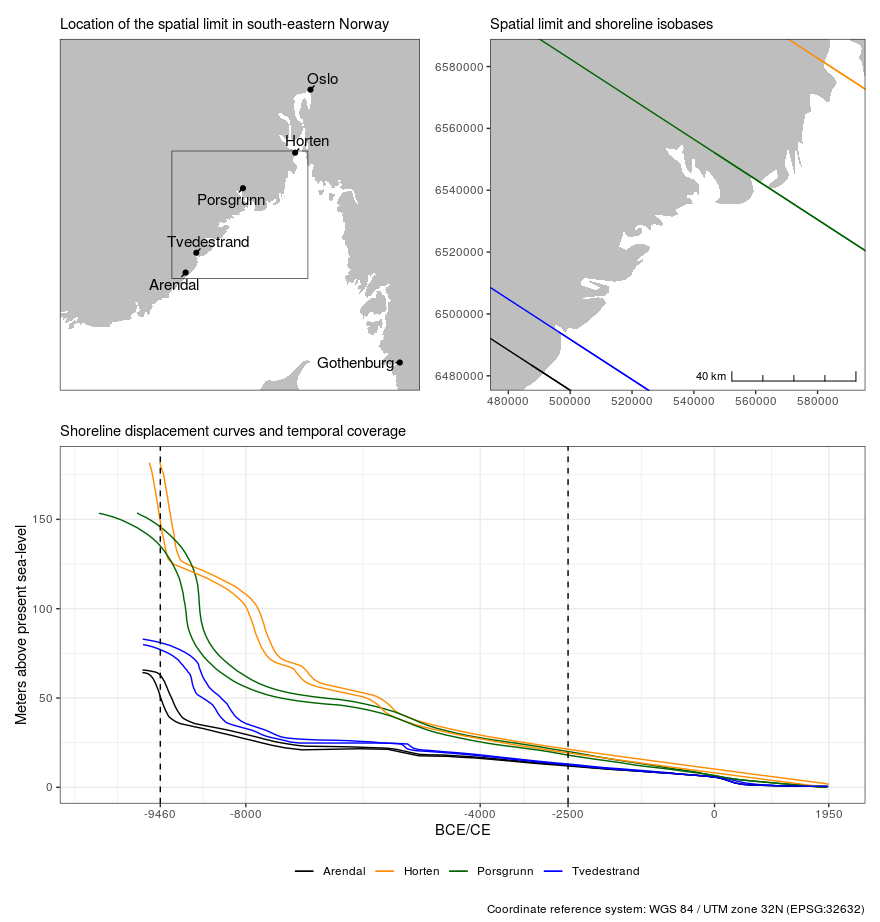 Location of the spatial limit in south-eastern Norway
Oslo
Horten
Porsgrunn
Tvedestrand
Arendal
Gothenburg
Spatial limit and shoreline isobases
6580000
6560000
6540000
6520000
6500000
6480000
40 km
480000 500000 520000 540000 560000 580000
Shoreline displacement curves and temporal coverage
Meters above present sea-level
150
100
50
0
-9460 -8000 -4000 -2500 0 1950
BCE/CE
Arendal Horten Porsgrunn Tvedestrand
Coordinate reference system: WGS 84 / UTM zone 32N (EPSG:32632)